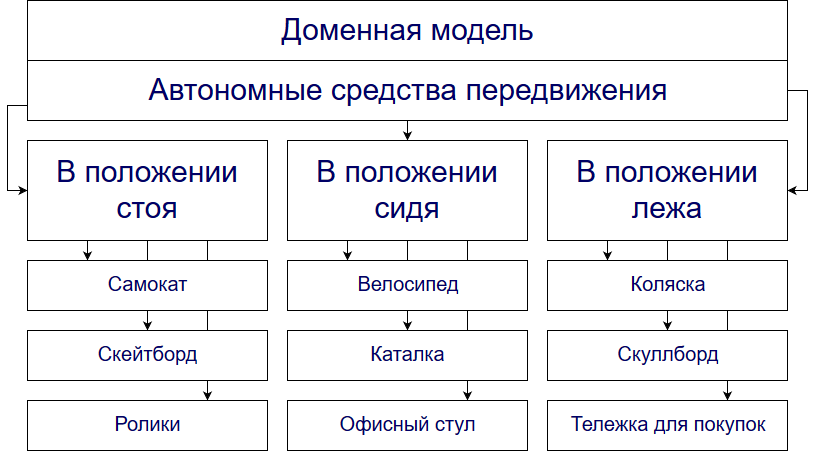 Доменная модель
Автономные средства передвижения
В положении
стоя
В положении
сидя
В положении
лежа
Самокат
Велосипед
Коляска
Скейтборд
Каталка
Скуллборд
Ролики
Офисный стул
Тележка для покупок